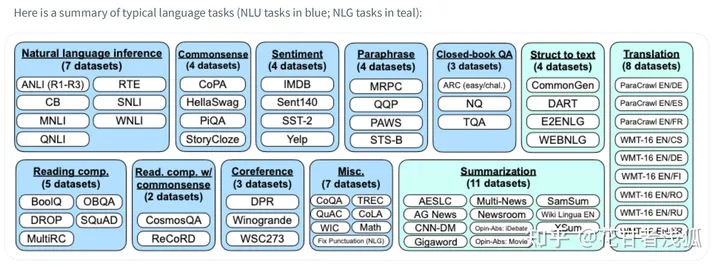 Here is a summary of typical language tasks (NLU tasks in blue; NLG tasks in teal):
Natural language inference
(7 datasets)
ANLI (R1-R3) RTE
CB SNLI
MNLI WNLI
QNLI
Commonsense
(4 datasets)
CoPA
HellaSwag
PiQA
StoryCloze
Sentiment
(4 datasets)
IMDB
Sent140
SST-2
Yelp
Paraphrase
(4 datasets)
MRPC
QQP
PAWS
STS-B
Closed-book QA
(3 datasets)
ARC (easy/chal.)
NQ
TQA
Struct to text
(4 datasets)
CommonGen
DART
E2ENLG
WEBNLG
Translation
(8 datasets)
ParaCrawl EN/DE
ParaCrawl EN/ES
ParaCrawl EN/FR
WMT-16 EN/CS
WMT-16 EN/DE
WMT-16 EN/FI
WMT-16 EN/RO
WMT-16 EN/RU
WMT-16
Reading comp.
(5 datasets)
BoolQ OBQA
DROP SQuAD
MultiRC
Read. comp. w/
commonsense
(2 datasets)
CosmosQA
ReCoRD
Coreference
(3 datasets)
DPR
Winogrande
WSC273
Misc.
(7 datasets)
CoQA TREC
QuAC CoLA
WIC Math
Fix Punctuation (NLG)
Summarization
(11 datasets)
AESLC Multi-News SamSum
AG News Newsroom Wiki Lingua EN
CNN-DM Opin-Abs: iDebate XSum
Gigaword Opin-Abs: Movie
知乎 @花甘者浅狐